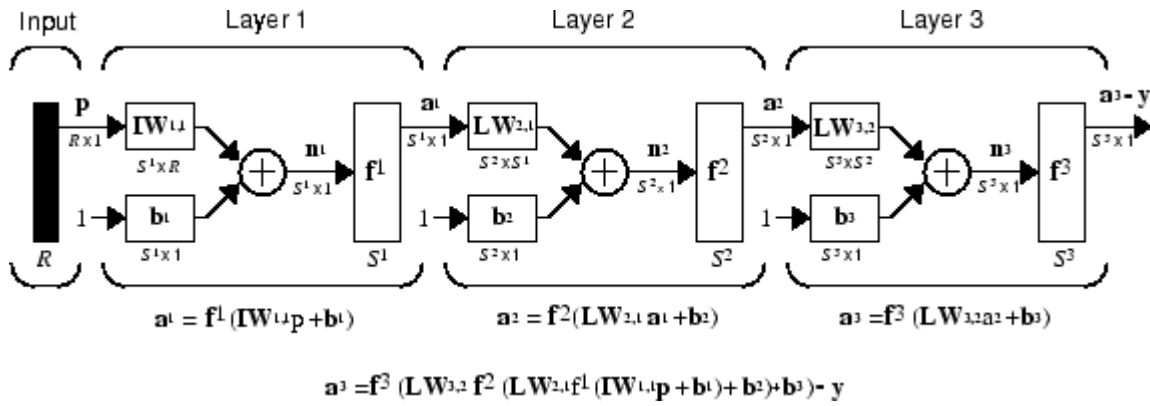 Input Layer 1 Layer 2 Layer 3
p a¹ a² a³ - y
IW1,1 LW2,1 LW3,2
R x 1 S¹ x 1 S² x 1 S³ x 1
n¹ n² n³
S¹ x R S² x S¹ S³ x S²
f¹ f² f³
S¹ x 1 S² x 1 S³ x 1
1 b¹ 1 b² 1 b³
S¹ x 1 S² x 1 S³ x 1
R S¹ S² S³
a¹ = f¹ (IW1,1p +b¹) a² = f²(LW2,1 a¹ +b²) a³ =f³ (LW3,2a² +b³)
a³ =f³ (LW3,2 f² (LW2,1f¹ (IW1,1p + b¹)+ b²)+b³)- y